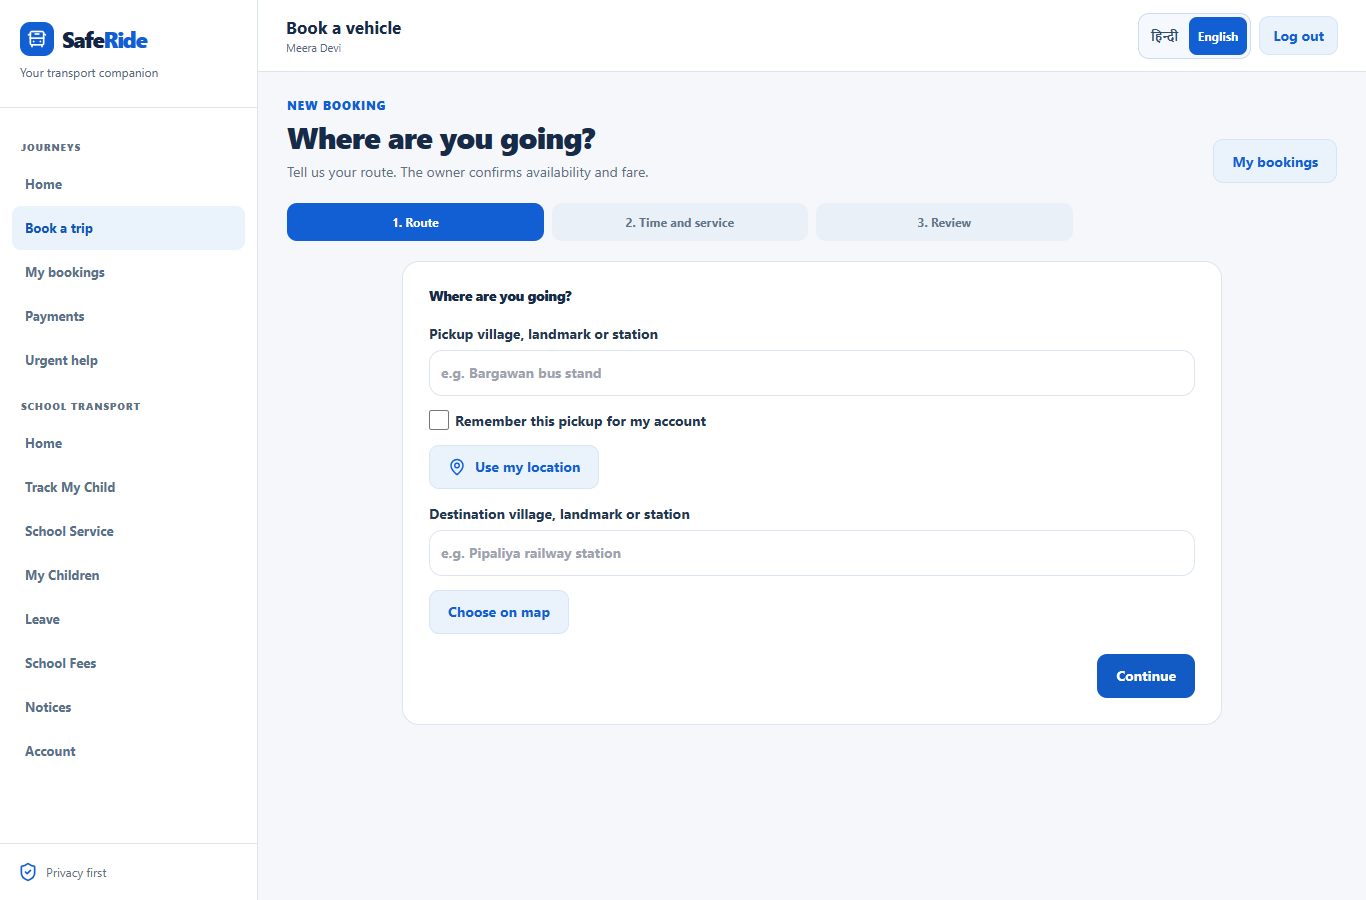 SafeRide
Your transport companion
JOURNEYS
Home
Book a trip
My bookings
Payments
Urgent help
SCHOOL TRANSPORT
Home
Track My Child
School Service
My Children
Leave
School Fees
Notices
Account
Privacy first
Book a vehicle
Meera Devi
हिन्दी English Log out
NEW BOOKING
Where are you going?
Tell us your route. The owner confirms availability and fare.
My bookings
1. Route 2. Time and service 3. Review
Where are you going?
Pickup village, landmark or station
e.g. Bargawan bus stand
Remember this pickup for my account
Use my location
Destination village, landmark or station
e.g. Pipaliya railway station
Choose on map
Continue